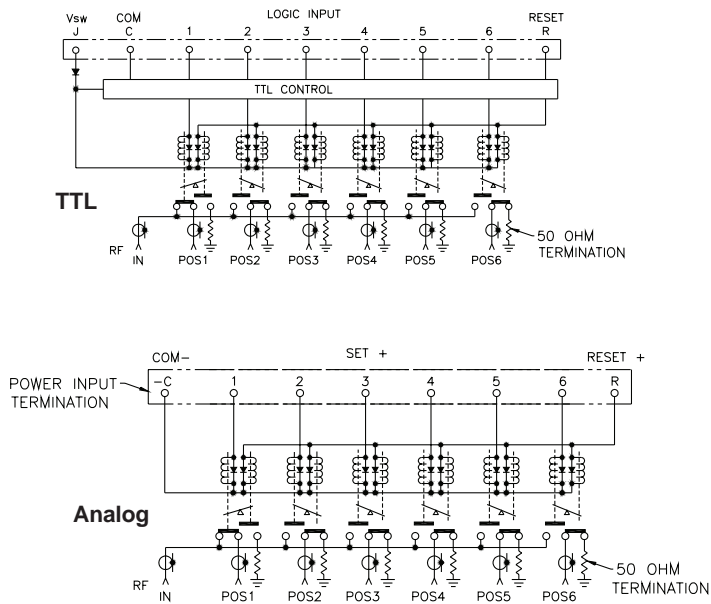 LOGIC INPUT
Vsw COM RESET
J C 1 2 3 4 5 6 R
TTL CONTROL
TTL
50 OHM
TERMINATION
RF
IN POS1 POS2 POS3 POS4 POS5 POS6
COM- SET + RESET +
POWER INPUT
TERMINATION
-C 1 2 3 4 5 6 R
Analog
50 OHM
TERMINATION
RF
IN POS1 POS2 POS3 POS4 POS5 POS6